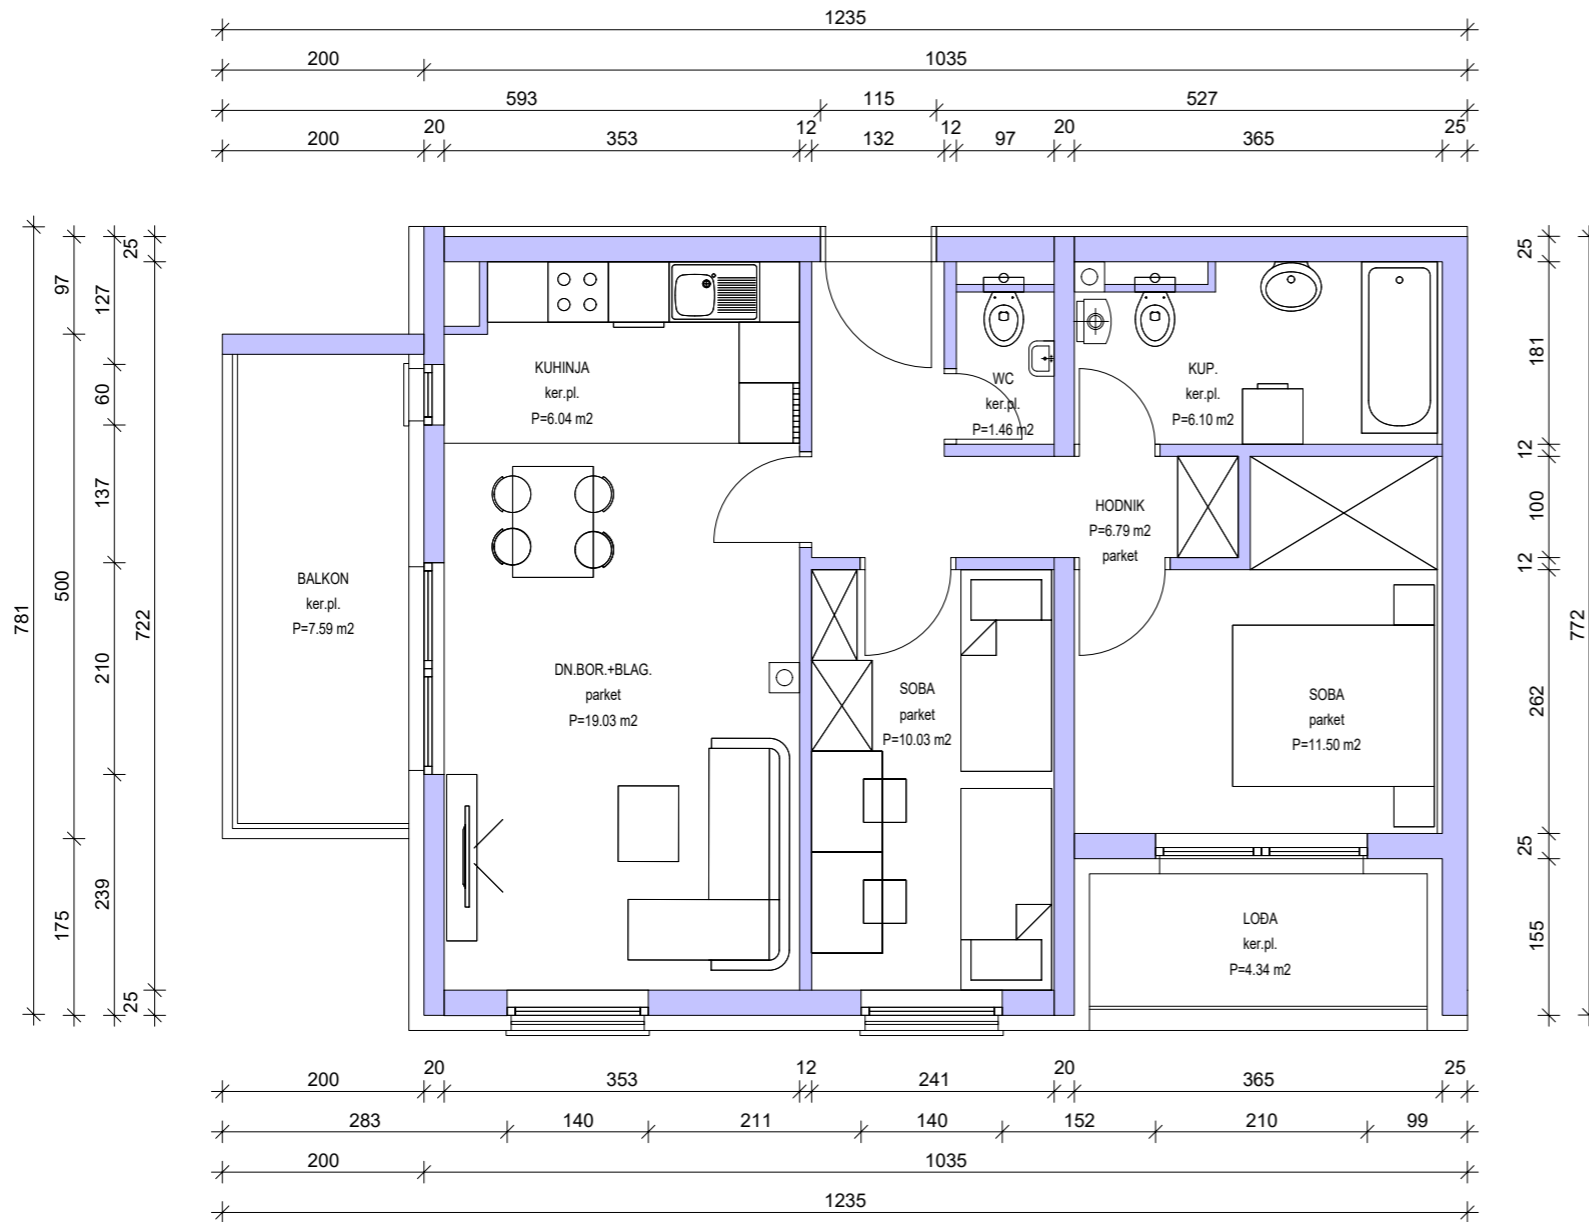 1235
200 1035
593 115 527
20 12 12 20 25
200 353 132 97 365
25
97
127
60
137
500
781
722
210
239
175
25
25
181
12
100
12
262
772
25
155
KUHINJA
ker.pl.
P=6.04 m2
WC
ker.pl.
P=1.46 m2
KUP.
ker.pl.
P=6.10 m2
HODNIK
P=6.79 m2
parket
BALKON
ker.pl.
P=7.59 m2
DN.BOR.+BLAG.
parket
P=19.03 m2
SOBA
parket
P=10.03 m2
SOBA
parket
P=11.50 m2
LOĐA
ker.pl.
P=4.34 m2
20 12 20 25
200 353 241 365
283 140 211 140 152 210 99
200 1035
1235